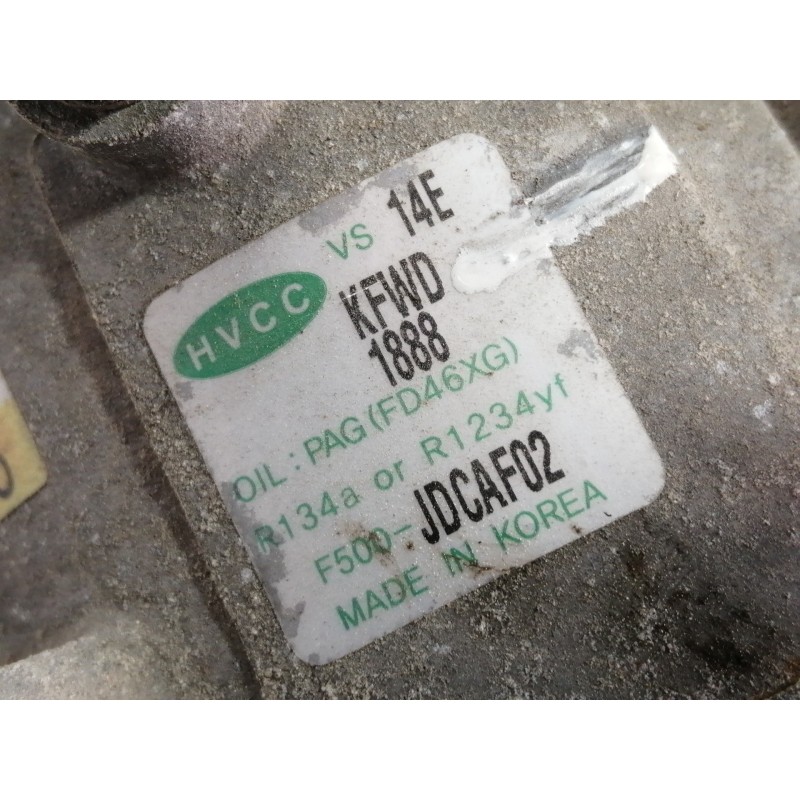 VS 14E
HVCC
KFWD
1888
OIL : PAG(FD46XG)
R134a or R1234yf
F500-JDCAF02
MADE IN KOREA